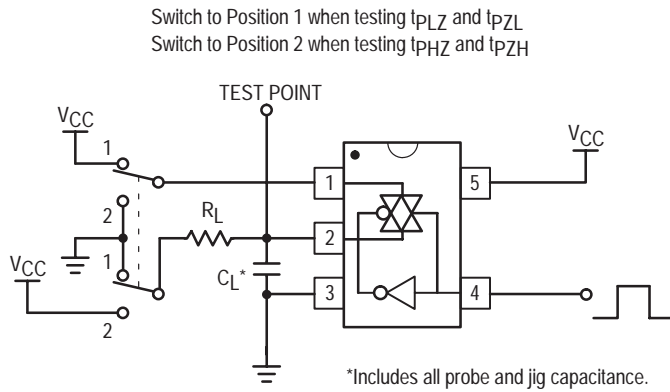 Switch to Position 1 when testing tPLZ and tPZL
Switch to Position 2 when testing tPHZ and tPZH
TEST POINT
VCC
VCC
1
1
5
RL
2
2
1
VCC
CL*
3
4
2
*Includes all probe and jig capacitance.